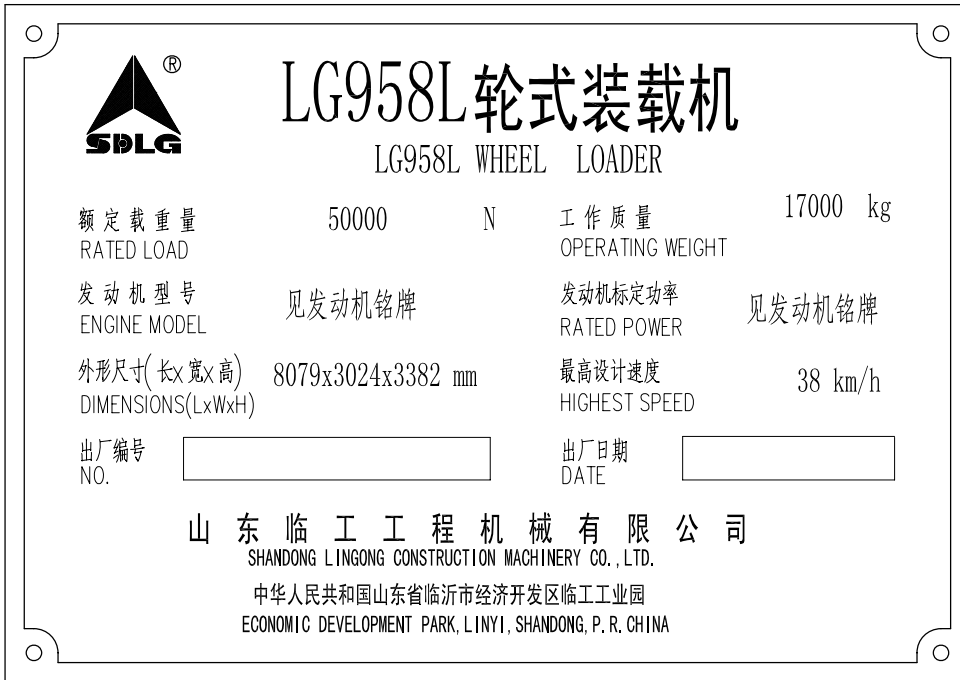 ®
SDLG
LG958L轮式装载机
LG958L WHEEL LOADER
额定载重量 50000 N
RATED LOAD
工作质量 17000 kg
OPERATING WEIGHT
发动机型号 见发动机铭牌
ENGINE MODEL
发动机标定功率 见发动机铭牌
RATED POWER
外形尺寸(长x宽x高) 8079x3024x3382 mm
DIMENSIONS(LxWxH)
最高设计速度 38 km/h
HIGHEST SPEED
出厂编号
NO.
出厂日期
DATE
山东临工工程机械有限公司
SHANDONG LINGONG CONSTRUCTION MACHINERY CO.,LTD.
中华人民共和国山东省临沂市经济开发区临工工业园
ECONOMIC DEVELOPMENT PARK,LINYI,SHANDONG,P.R.CHINA